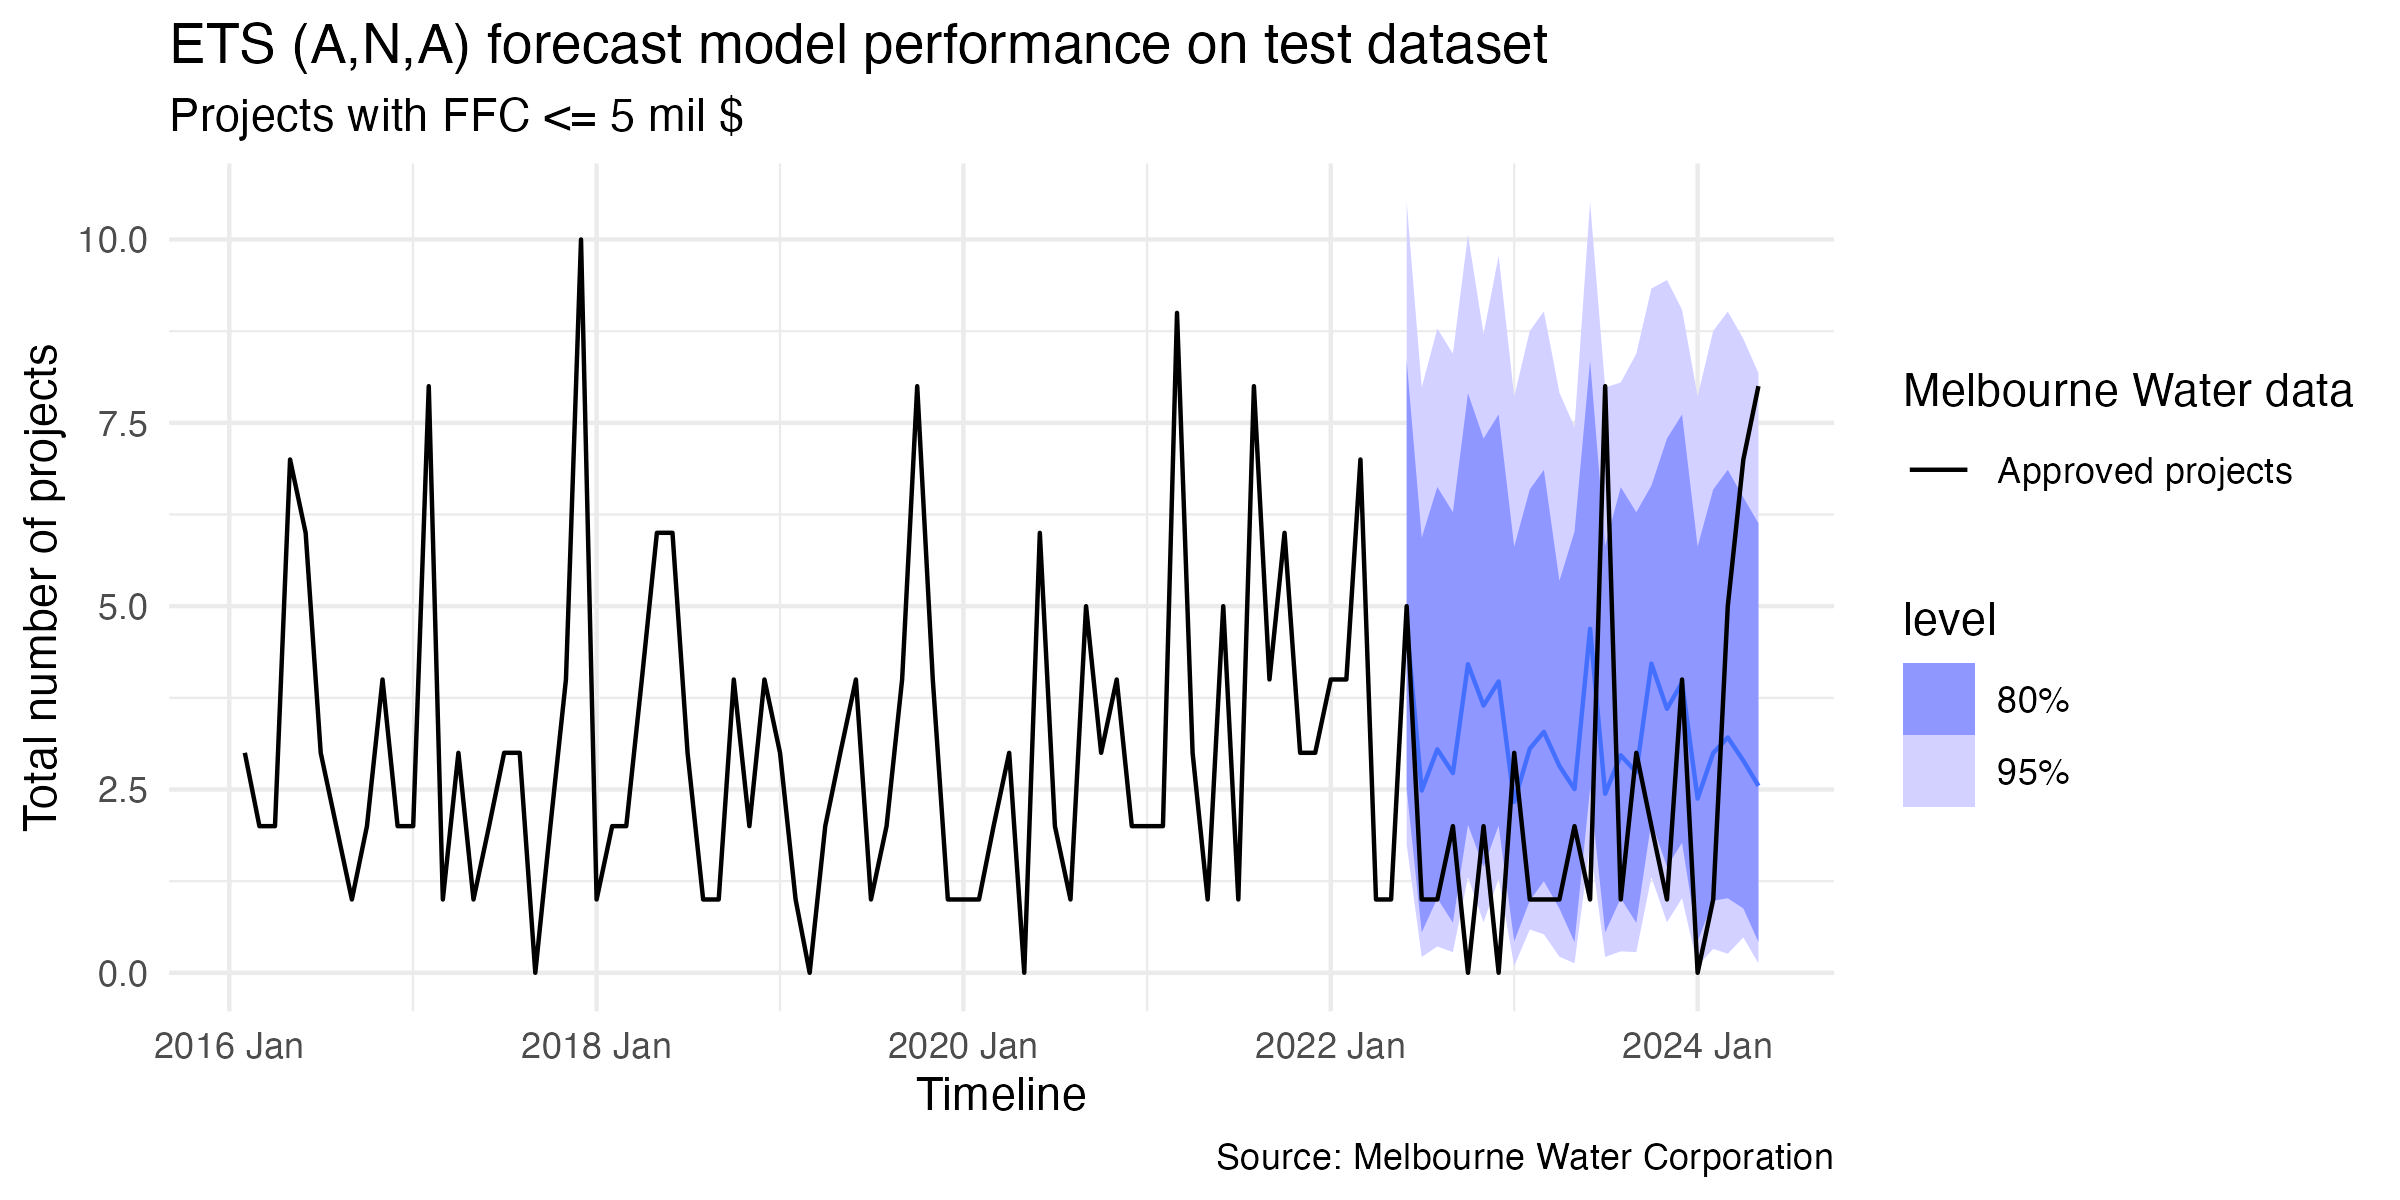 ETS (A,N,A) forecast model performance on test dataset
Projects with FFC <= 5 mil $
Total number of projects
10.0
7.5
5.0
2.5
0.0
2016 Jan
2018 Jan
2020 Jan
2022 Jan
2024 Jan
Timeline
Melbourne Water data
Approved projects
level
80%
95%
Source: Melbourne Water Corporation